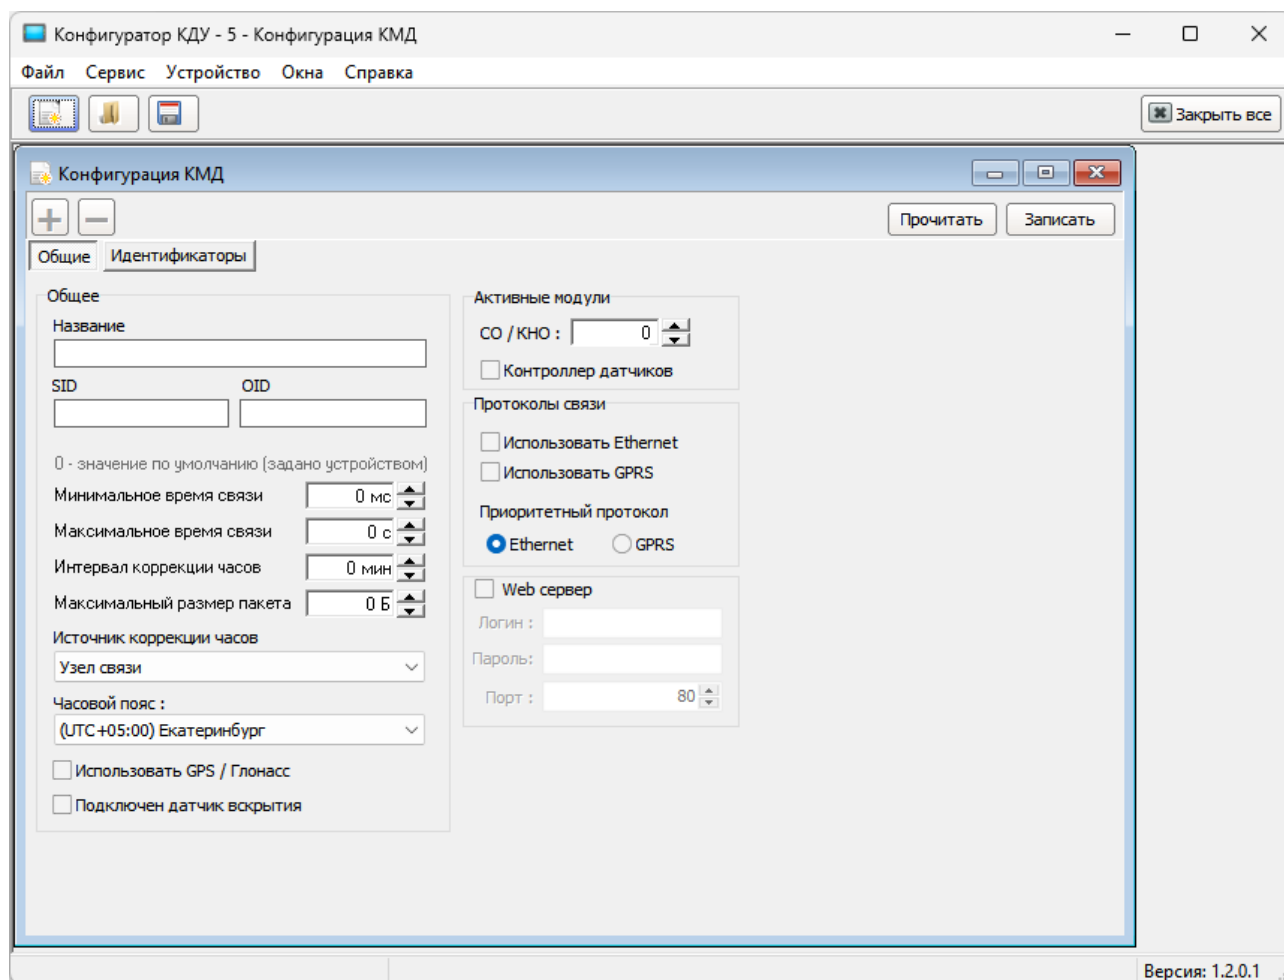 Конфигуратор КДУ - 5 - Конфигурация КМД
Файл Сервис Устройство Окна Справка
Закрыть все
Конфигурация КМД
Прочитать Записать
Общие Идентификаторы
Общее
Название
SID OID
0 - значение по умолчанию (задано устройством)
Минимальное время связи 0 мс
Максимальное время связи 0 с
Интервал коррекции часов 0 мин
Максимальный размер пакета 0 Б
Источник коррекции часов
Узел связи
Часовой пояс :
(UTC+05:00) Екатеринбург
Использовать GPS / Глонасс
Подключен датчик вскрытия
Активные модули
СО / КНО : 0
Контроллер датчиков
Протоколы связи
Использовать Ethernet
Использовать GPRS
Приоритетный протокол
Ethernet GPRS
Web сервер
Логин :
Пароль:
Порт : 80
Версия: 1.2.0.1